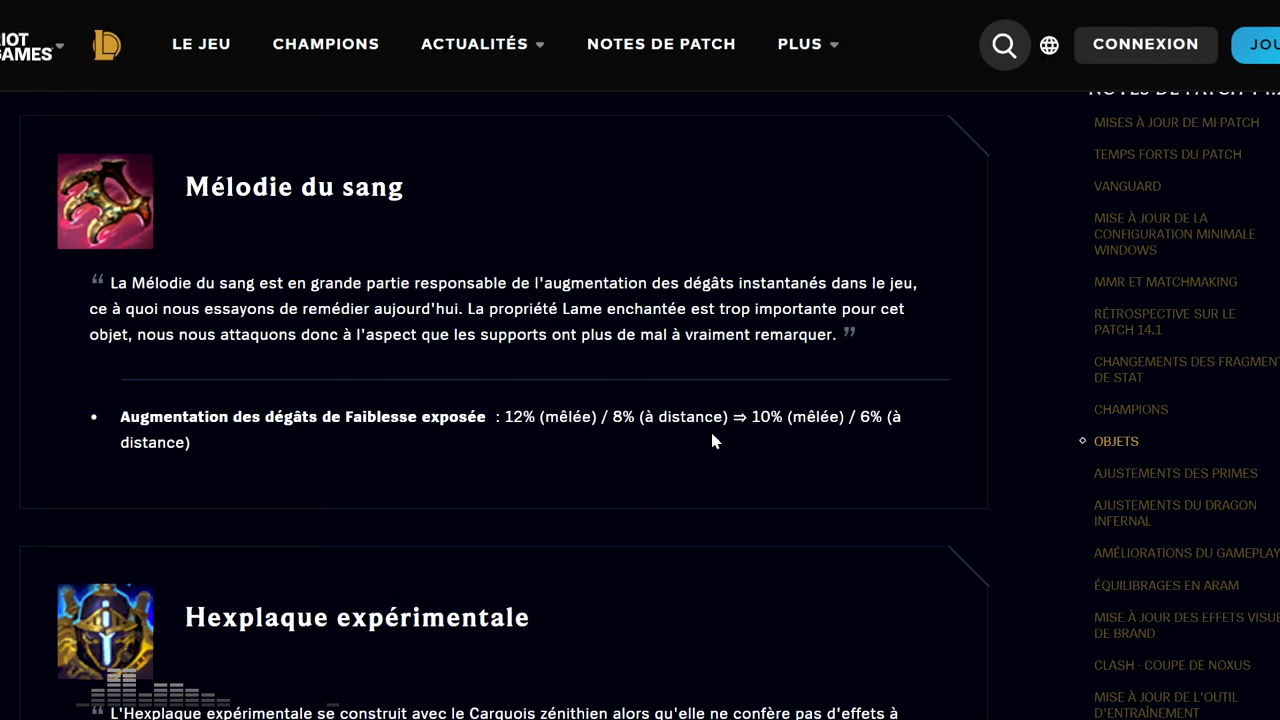 RIOT
GAMES
LE JEU
CHAMPIONS
ACTUALITÉS
NOTES DE PATCH
PLUS
CONNEXION
JOU
Mélodie du sang
“ La Mélodie du sang est en grande partie responsable de l'augmentation des dégâts instantanés dans le jeu,
ce à quoi nous essayons de remédier aujourd'hui. La propriété Lame enchantée est trop importante pour cet
objet, nous nous attaquons donc à l'aspect que les supports ont plus de mal à vraiment remarquer. ”
• Augmentation des dégâts de Faiblesse exposée : 12% (mêlée) / 8% (à distance) ⇒ 10% (mêlée) / 6% (à
distance)
Hexplaque expérimentale
“ L'Hexplaque expérimentale se construit avec le Carquois zénithien alors qu'elle ne confère pas d'effets à
NOTES DE PATCH 14.2
MISES À JOUR DE MI-PATCH
TEMPS FORTS DU PATCH
VANGUARD
MISE À JOUR DE LA
CONFIGURATION MINIMALE
WINDOWS
MMR ET MATCHMAKING
RÉTROSPECTIVE SUR LE
PATCH 14.1
CHANGEMENTS DES FRAGMENT
DE STAT
CHAMPIONS
OBJETS
AJUSTEMENTS DES PRIMES
AJUSTEMENTS DU DRAGON
INFERNAL
AMÉLIORATIONS DU GAMEPLAY
ÉQUILIBRAGES EN ARAM
MISE À JOUR DES EFFETS VISUE
DE BRAND
CLASH - COUPE DE NOXUS
MISE À JOUR DE L'OUTIL
D'ENTRAÎNEMENT